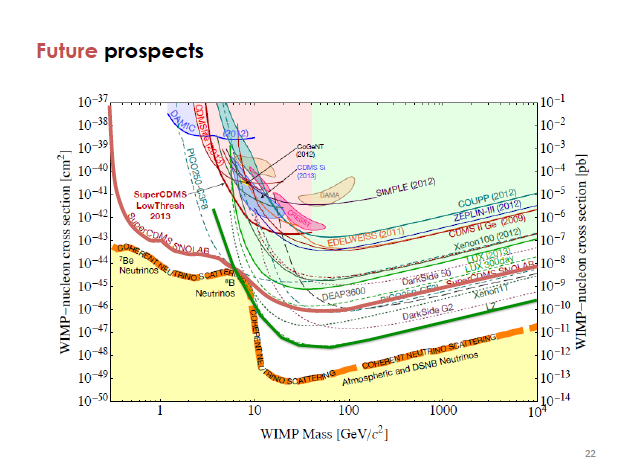 Future prospects
10−37
10−38
10−39
10−40
10−41
10−42
10−43
10−44
10−45
10−46
10−47
10−48
10−49
10−50
WIMP−nucleon cross section [cm2]
10−1
10−2
10−3
10−4
10−5
10−6
10−7
10−8
10−9
10−10
10−11
10−12
10−13
10−14
WIMP−nucleon cross section [pb]
1
10
100
1000
104
WIMP Mass [GeV/c2]
DAMIC
(2012)
CoGeNT
(2012)
CDMS Si
(2013)
DAMA
CRESST
SIMPLE (2012)
PICO250-C3F8
SuperCDMS
LowThresh
2013
COUPP (2012)
ZEPLIN-III (2012)
CDMS II Ge (2009)
EDELWEISS (2011)
Xenon100 (2012)
SuperCDMS SNOLAB
LUX (2013)
DarkSide 50
SuperCDMS SNOLAB
DEAP3600
Xenon1T
DarkSide G2
LZ
COHERENT NEUTRINO SCATTERING
7Be
Neutrinos
8B
Neutrinos
COHERENT NEUTRINO SCATTERING
COHERENT NEUTRINO SCATTERING
Atmospheric and DSNB Neutrinos
22